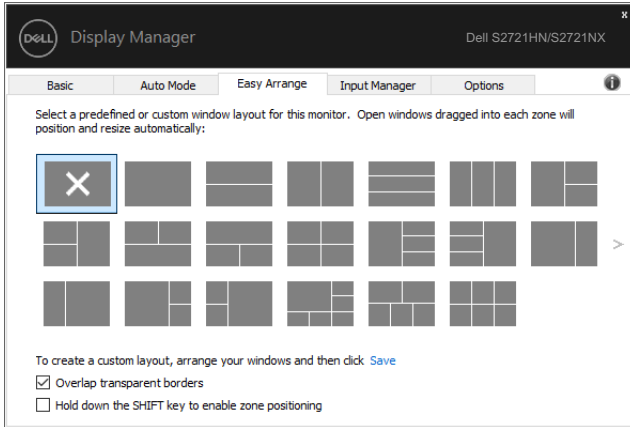 x
DELL Display Manager Dell S2721HN/S2721NX
Basic Auto Mode Easy Arrange Input Manager Options i
Select a predefined or custom window layout for this monitor. Open windows dragged into each zone will
position and resize automatically:
>
To create a custom layout, arrange your windows and then click Save
Overlap transparent borders
Hold down the SHIFT key to enable zone positioning